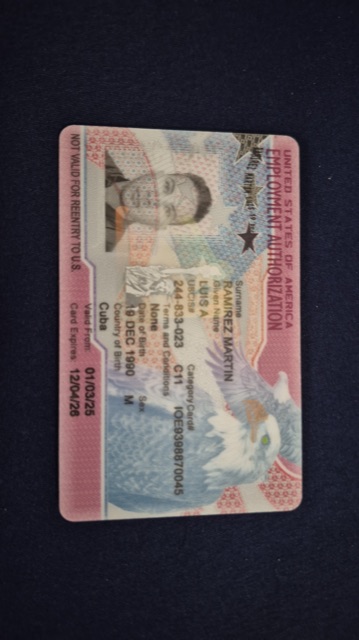 UNITED STATES OF AMERICA
EMPLOYMENT AUTHORIZATION
Surname
RAMIREZ MARTIN
Given Name
LUIS A
USCIS# Category Card#
244-833-023 C11 IOE9398870045
Terms and Conditions
None
Date of Birth Sex
19 DEC 1990 M
Country of Birth
Cuba
Valid From: 01/03/25
Card Expires: 12/04/26
NOT VALID FOR REENTRY TO U.S.